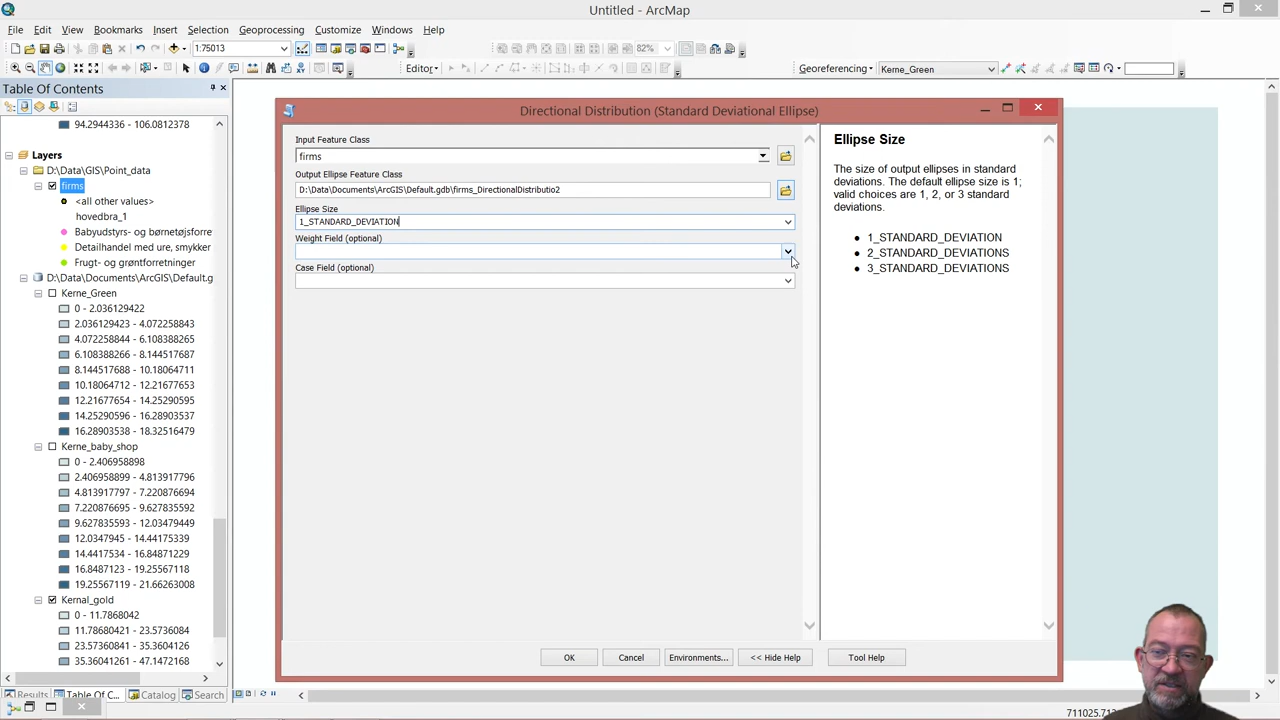 Untitled - ArcMap
File Edit View Bookmarks Insert Selection Geoprocessing Customize Windows Help
1:75013
82%
Editor
Georeferencing
Kerne_Green
Table Of Contents
94.2944336 - 106.0812378
Layers
D:\Data\GIS\Point_data
firms
<all other values>
hovedbra_1
Babyudstyrs- og børnetøjsforre
Detailhandel med ure, smykker
Frugt- og grøntforretninger
D:\Data\Documents\ArcGIS\Default.g
Kerne_Green
0 - 2.036129422
2.036129423 - 4.072258843
4.072258844 - 6.108388265
6.108388266 - 8.144517687
8.144517688 - 10.18064711
10.18064712 - 12.21677653
12.21677654 - 14.25290595
14.25290596 - 16.28903537
16.28903538 - 18.32516479
Kerne_baby_shop
0 - 2.406958898
2.406958899 - 4.813917796
4.813917797 - 7.220876694
7.220876695 - 9.627835592
9.627835593 - 12.03479449
12.0347945 - 14.44175339
14.4417534 - 16.84871229
16.8487123 - 19.25567118
19.25567119 - 21.66263008
Kernal_gold
0 - 11.7868042
11.78680421 - 23.5736084
23.57360841 - 35.3604126
35.36041261 - 47.1472168
Results Table Of C... Catalog Search
Directional Distribution (Standard Deviational Ellipse)
Input Feature Class
firms
Output Ellipse Feature Class
D:\Data\Documents\ArcGIS\Default.gdb\firms_DirectionalDistributio2
Ellipse Size
1_STANDARD_DEVIATION
Weight Field (optional)
Case Field (optional)
OK Cancel Environments... << Hide Help Tool Help
Ellipse Size
The size of output ellipses in standard
deviations. The default ellipse size is 1;
valid choices are 1, 2, or 3 standard
deviations.
1_STANDARD_DEVIATION
2_STANDARD_DEVIATIONS
3_STANDARD_DEVIATIONS